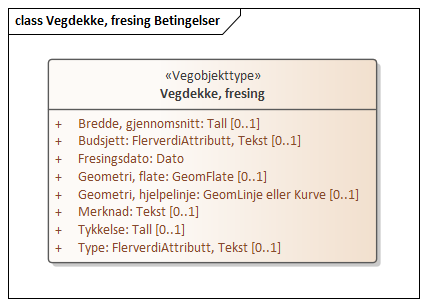 class Vegdekke, fresing Betingelser
«Vegobjekttype»
Vegdekke, fresing
+ Bredde, gjennomsnitt: Tall [0..1]
+ Budsjett: FlerverdiAttributt, Tekst [0..1]
+ Fresingsdato: Dato
+ Geometri, flate: GeomFlate [0..1]
+ Geometri, hjelpelinje: GeomLinje eller Kurve [0..1]
+ Merknad: Tekst [0..1]
+ Tykkelse: Tall [0..1]
+ Type: FlerverdiAttributt, Tekst [0..1]